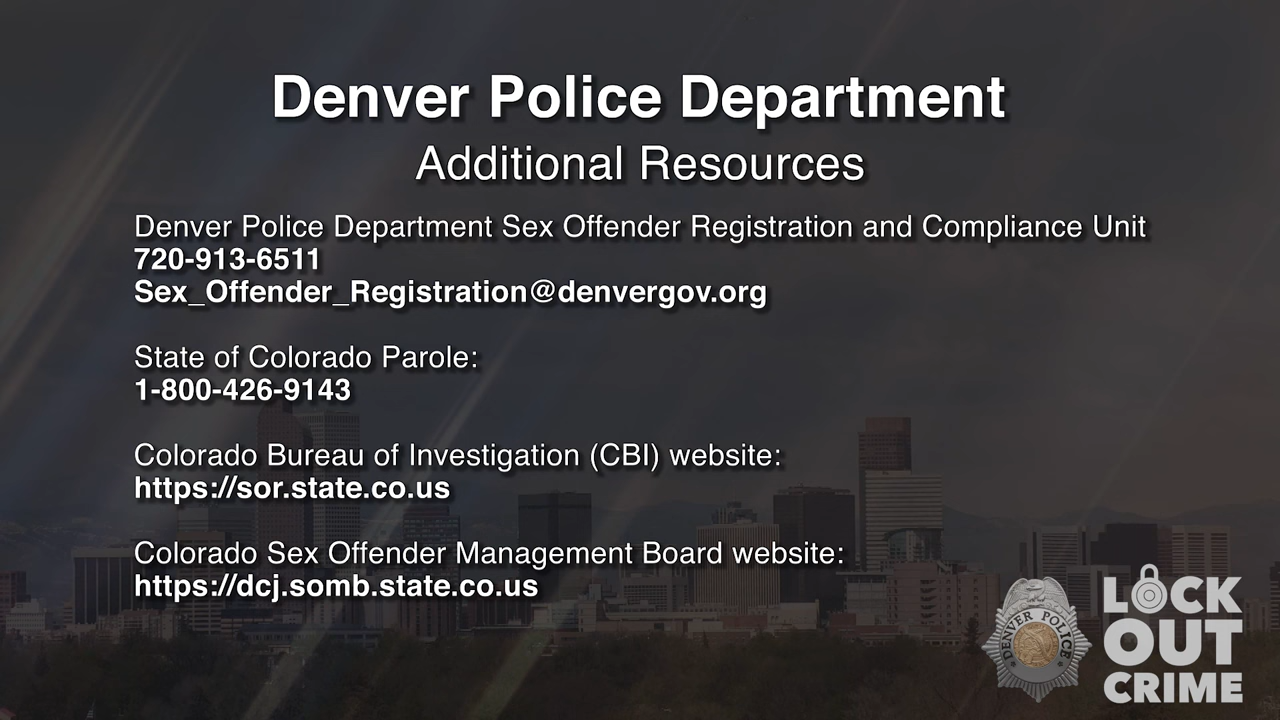 Denver Police Department
Additional Resources
Denver Police Department Sex Offender Registration and Compliance Unit
720-913-6511
Sex_Offender_Registration@denvergov.org
State of Colorado Parole:
1-800-426-9143
Colorado Bureau of Investigation (CBI) website:
https://sor.state.co.us
Colorado Sex Offender Management Board website:
https://dcj.somb.state.co.us
DENVER POLICE
LOCK
OUT
CRIME